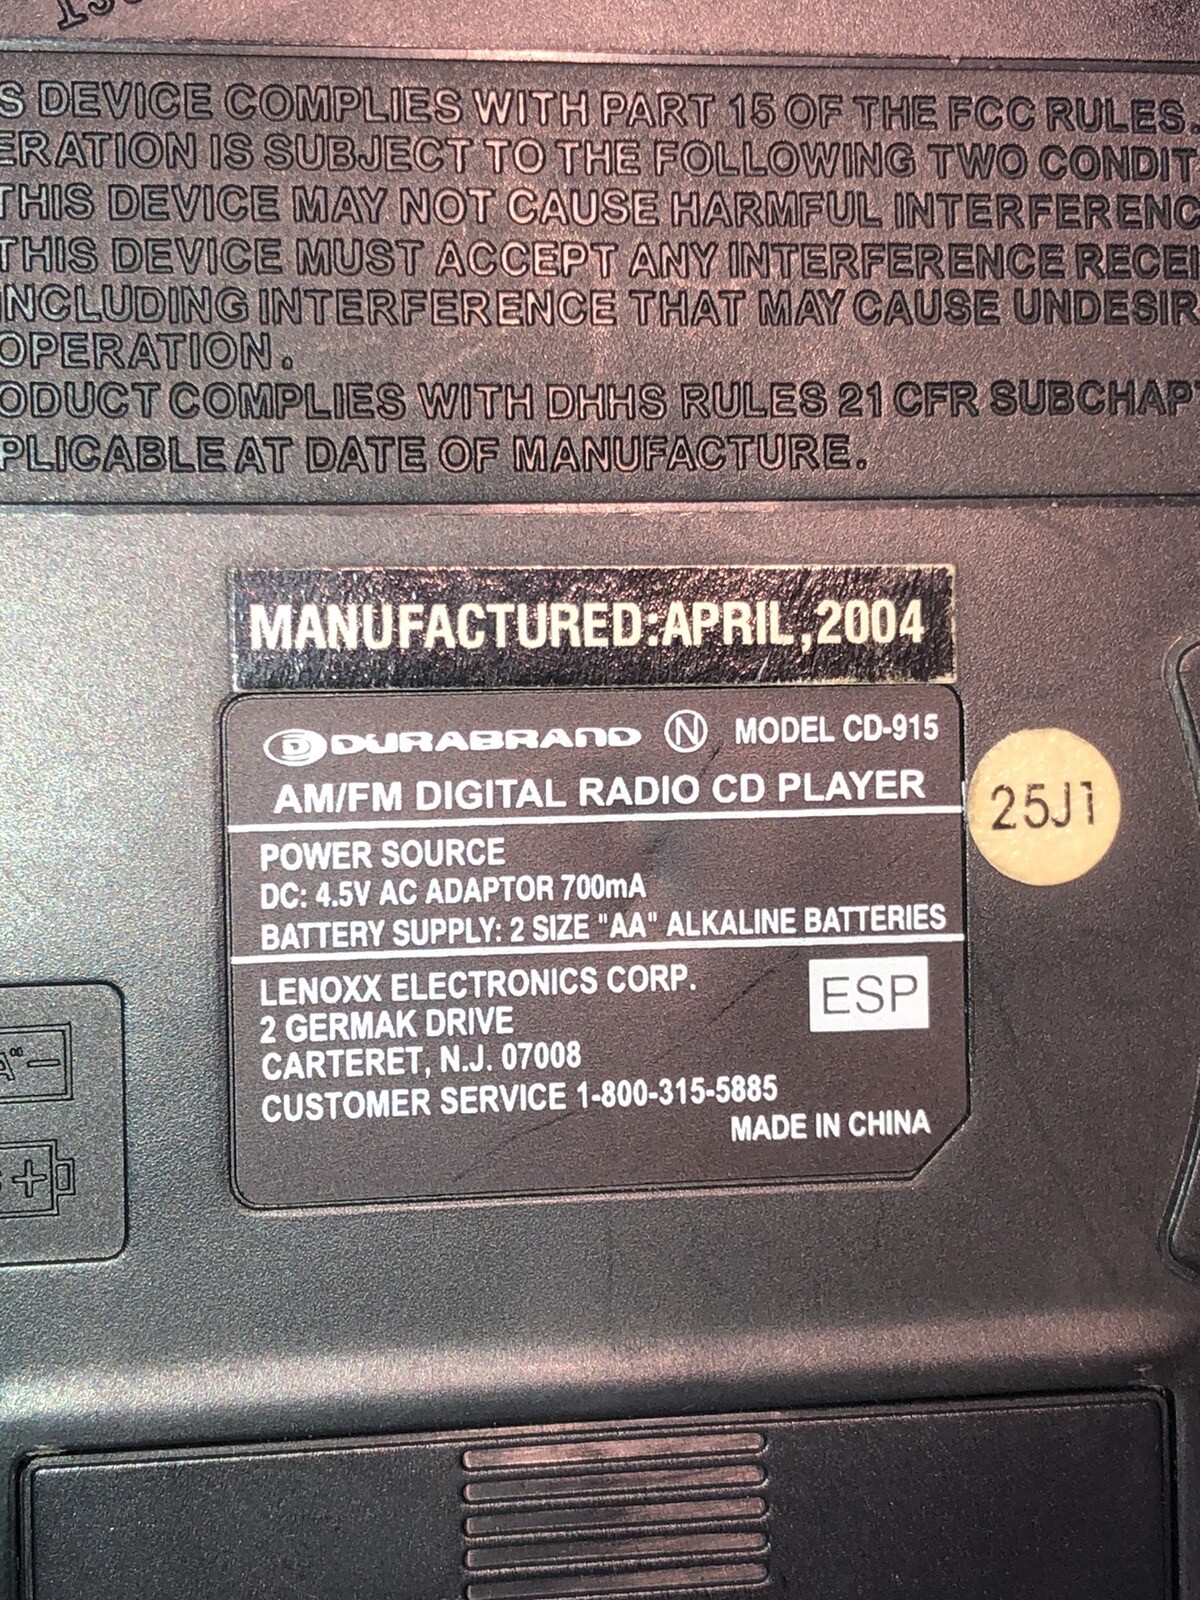 S DEVICE COMPLIES WITH PART 15 OF THE FCC RULES.
ERATION IS SUBJECT TO THE FOLLOWING TWO CONDIT
THIS DEVICE MAY NOT CAUSE HARMFUL INTERFERENC
THIS DEVICE MUST ACCEPT ANY INTERFERENCE RECEI
INCLUDING INTERFERENCE THAT MAY CAUSE UNDESIR
OPERATION.
ODUCT COMPLIES WITH DHHS RULES 21 CFR SUBCHAP
PLICABLE AT DATE OF MANUFACTURE.
MANUFACTURED:APRIL,2004
D DURABRAND N MODEL CD-915
AM/FM DIGITAL RADIO CD PLAYER
25J1
POWER SOURCE
DC: 4.5V AC ADAPTOR 700mA
BATTERY SUPPLY: 2 SIZE "AA" ALKALINE BATTERIES
LENOXX ELECTRONICS CORP.
ESP
2 GERMAK DRIVE
CARTERET, N.J. 07008
CUSTOMER SERVICE 1-800-315-5885
MADE IN CHINA
A" −
+